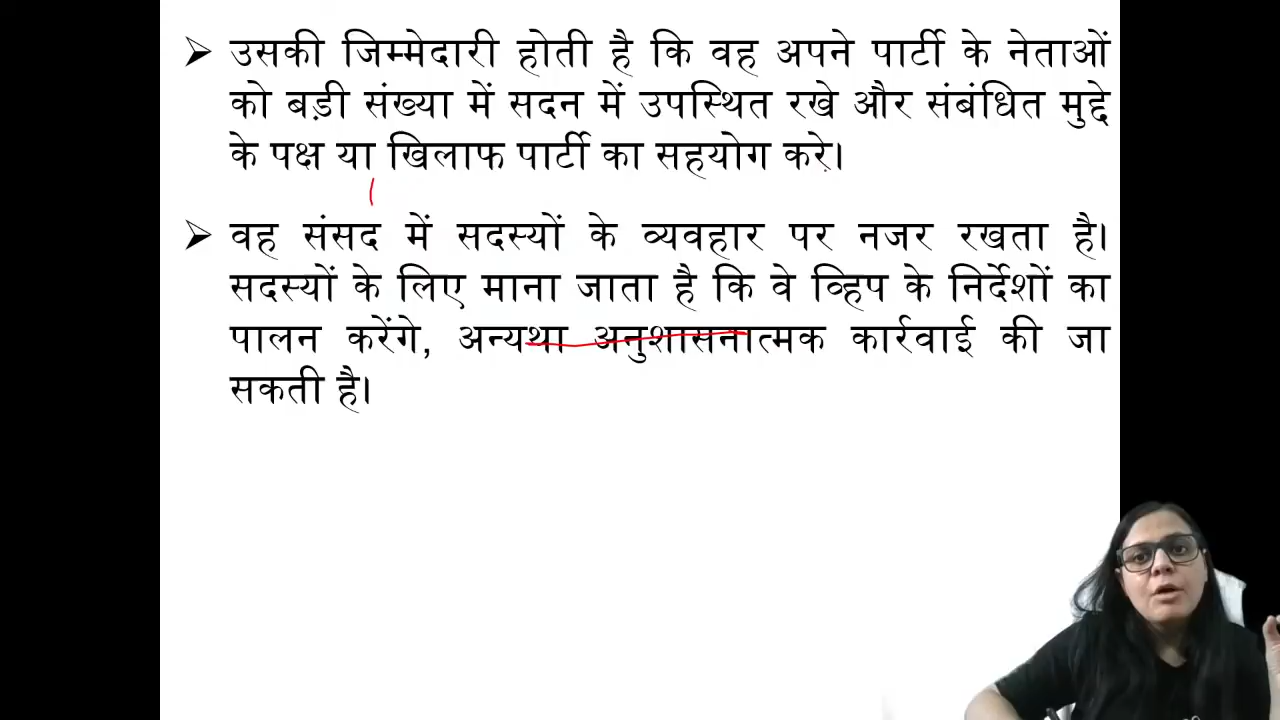 ➢ उसकी जिम्मेदारी होती है कि वह अपने पार्टी के नेताओं
को बड़ी संख्या में सदन में उपस्थित रखे और संबंधित मुद्दे
के पक्ष या खिलाफ पार्टी का सहयोग करे।
➢ वह संसद में सदस्यों के व्यवहार पर नजर रखता है।
सदस्यों के लिए माना जाता है कि वे व्हिप के निर्देशों का
पालन करेंगे, अन्यथा अनुशासनात्मक कार्रवाई की जा
सकती है।